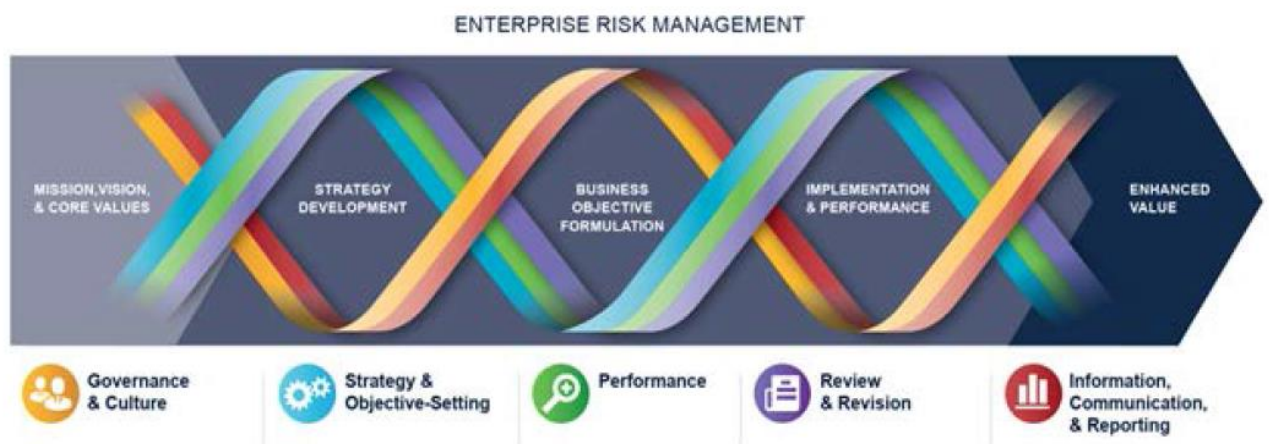 ENTERPRISE RISK MANAGEMENT
MISSION,VISION,
& CORE VALUES
STRATEGY
DEVELOPMENT
BUSINESS
OBJECTIVE
FORMULATION
IMPLEMENTATION
& PERFORMANCE
ENHANCED
VALUE
Governance
& Culture
Strategy &
Objective-Setting
Performance
Review
& Revision
Information,
Communication,
& Reporting